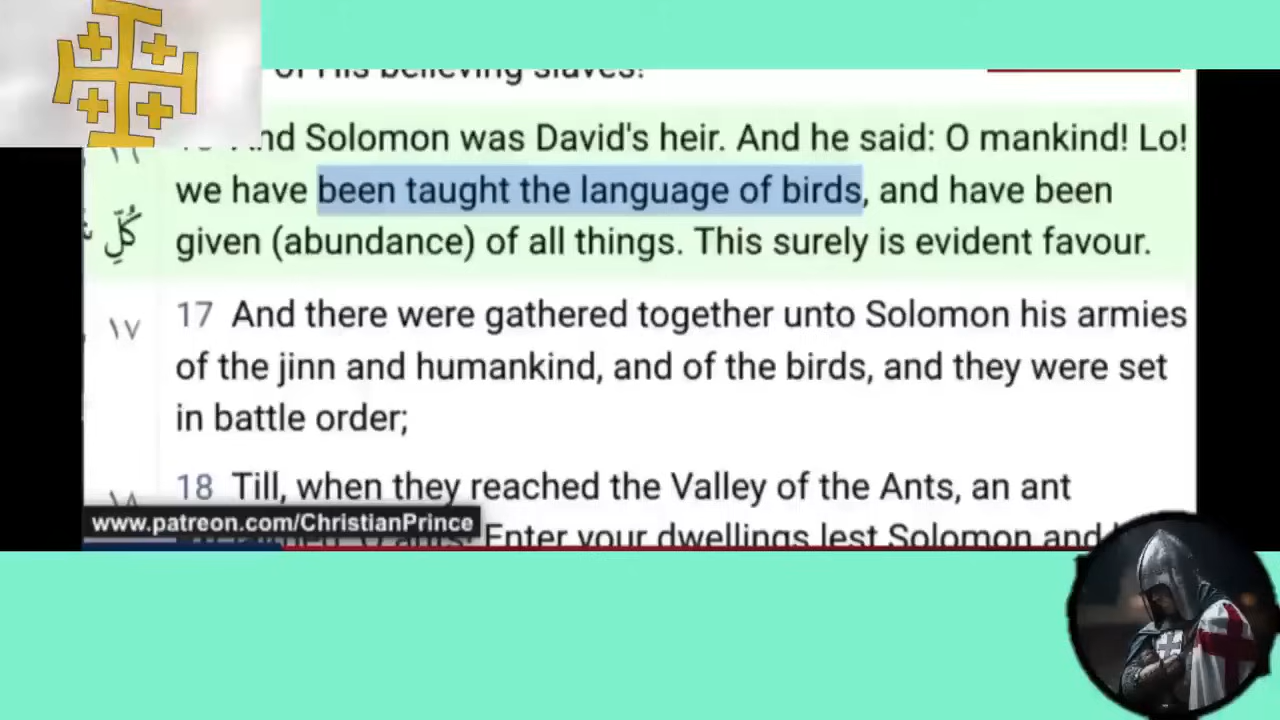 of His believing slaves!
And Solomon was David's heir. And he said: O mankind! Lo!
we have been taught the language of birds, and have been
كُلِّ
given (abundance) of all things. This surely is evident favour.
١٧
17 And there were gathered together unto Solomon his armies
of the jinn and humankind, and of the birds, and they were set
in battle order;
18 Till, when they reached the Valley of the Ants, an ant
www.patreon.com/ChristianPrince
Enter your dwellings lest Solomon and